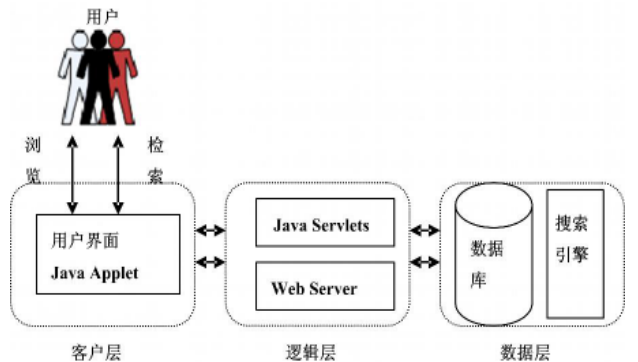 用户
浏览
检索
用户界面
Java Applet
Java Servlets
Web Server
数据库
搜索
引擎
客户层
逻辑层
数据层